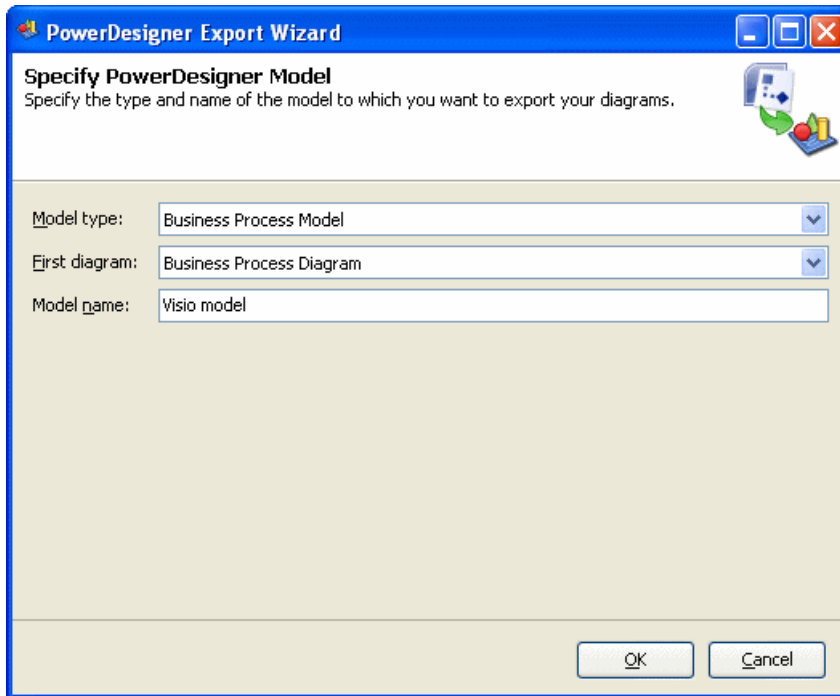 PowerDesigner Export Wizard
Specify PowerDesigner Model
Specify the type and name of the model to which you want to export your diagrams.
Model type: Business Process Model
First diagram: Business Process Diagram
Model name: Visio model
OK Cancel